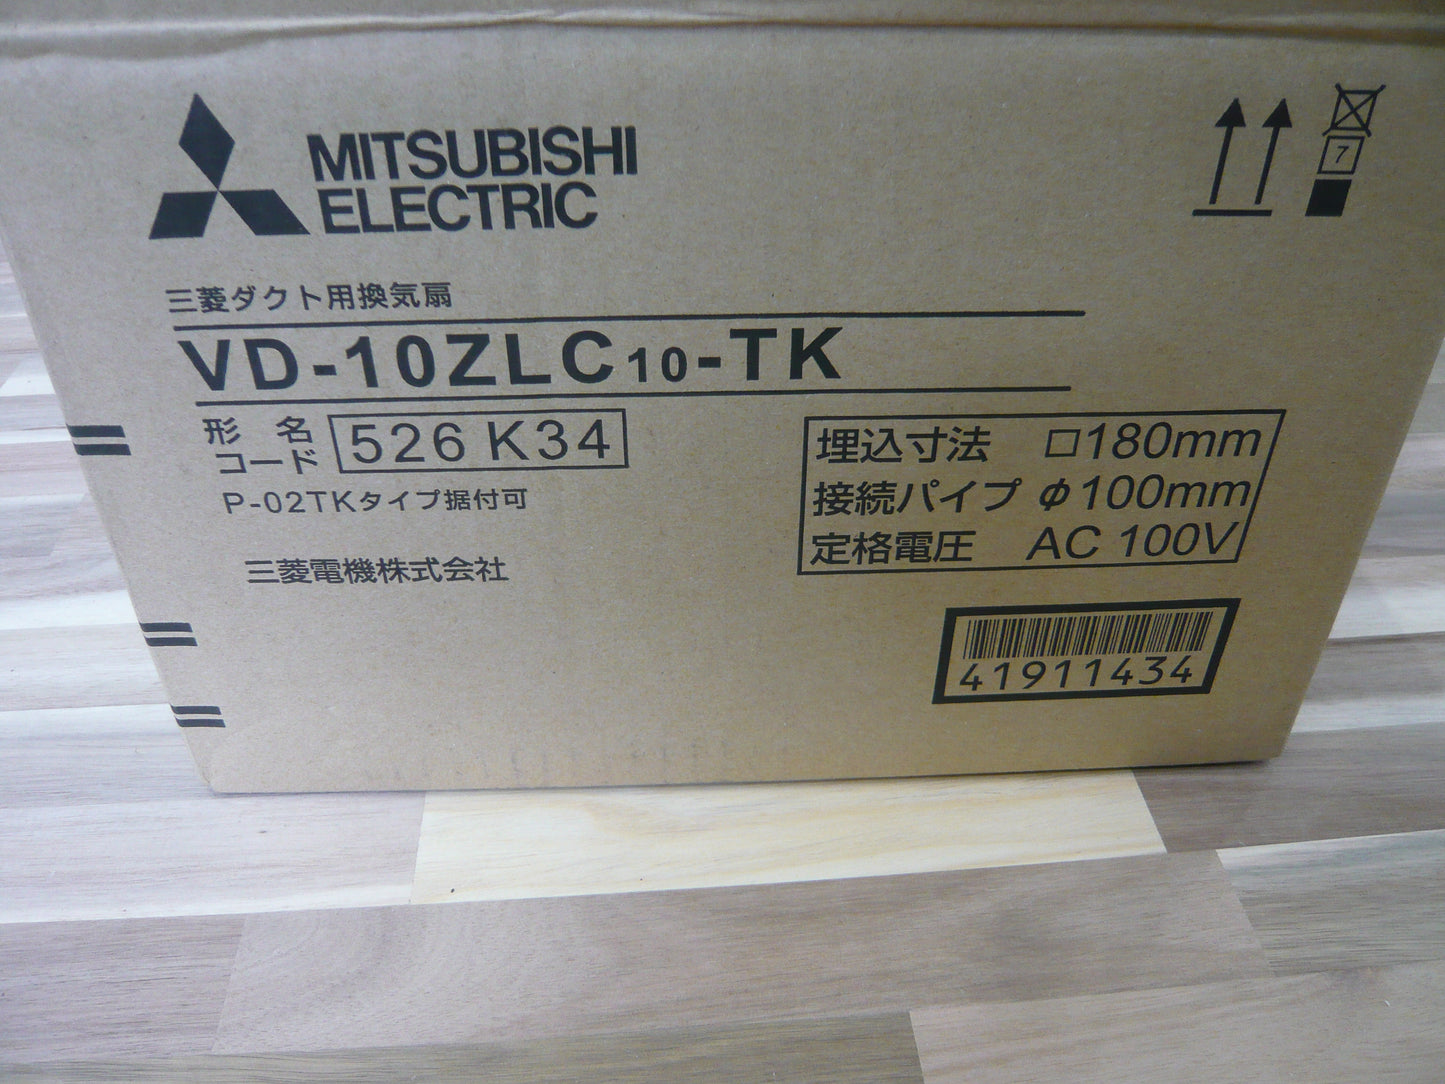 MITSUBISHI
ELECTRIC
7
三菱ダクト用換気扇
VD-10ZLC10-TK
形名
コード
526 K34
P-02TKタイプ据付可
三菱電機株式会社
埋込寸法 □180mm
接続パイプ φ100mm
定格電圧 AC 100V
41911434